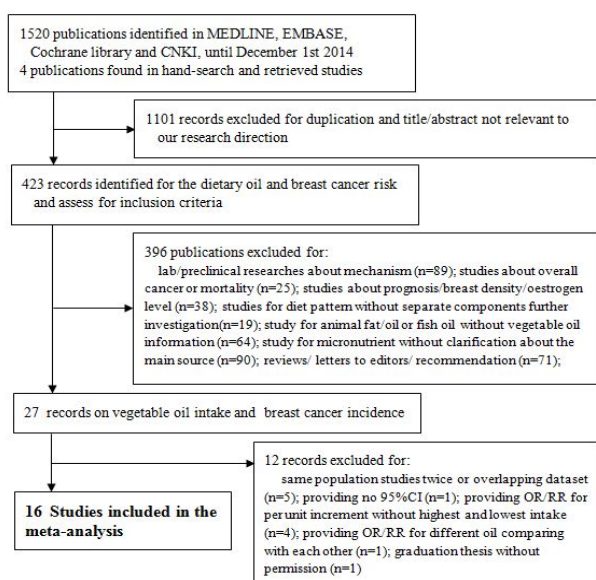 1520 publications identified in MEDLINE, EMBASE,
Cochrane library and CNKI, until December 1st 2014
4 publications found in hand-search and retrieved studies
1101 records excluded for duplication and title/abstract not relevant to
our research direction
423 records identified for the dietary oil and breast cancer risk
and assess for inclusion criteria
396 publications excluded for:
lab/preclinical researches about mechanism (n=89); studies about overall
cancer or mortality (n=25); studies about prognosis/breast density/oestrogen
level (n=38); studies for diet pattern without separate components further
investigation(n=19); study for animal fat/oil or fish oil without vegetable oil
information (n=64); study for micronutrient without clarification about the
main source (n=90); reviews/ letters to editors/ recommendation (n=71);
27 records on vegetable oil intake and breast cancer incidence
12 records excluded for:
same population studies twice or overlapping dataset
(n=5); providing no 95%CI (n=1); providing OR/RR for
per unit increment without highest and lowest intake
(n=4); providing OR/RR for different oil comparing
with each other (n=1); graduation thesis without
permission (n=1)
16 Studies included in the
meta-analysis